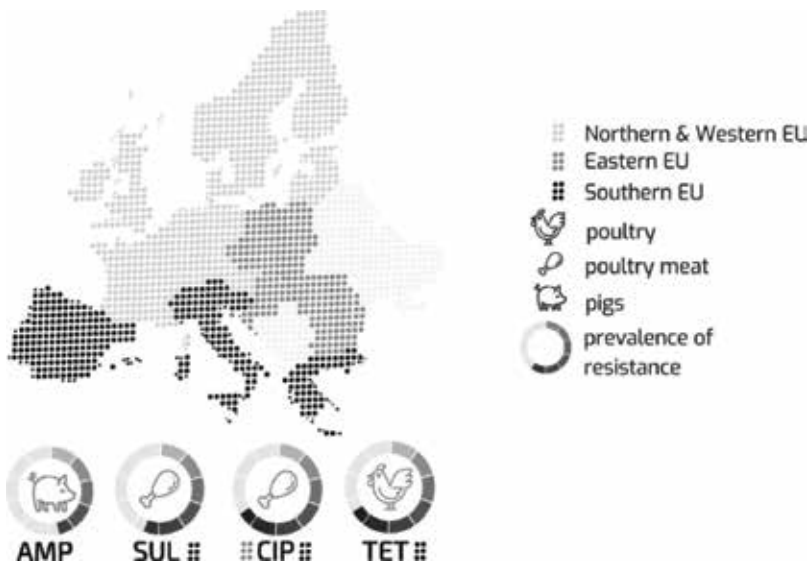 Northern & Western EU
Eastern EU
Southern EU
poultry
poultry meat
pigs
prevalence of
resistance
AMP SUL CIP TET